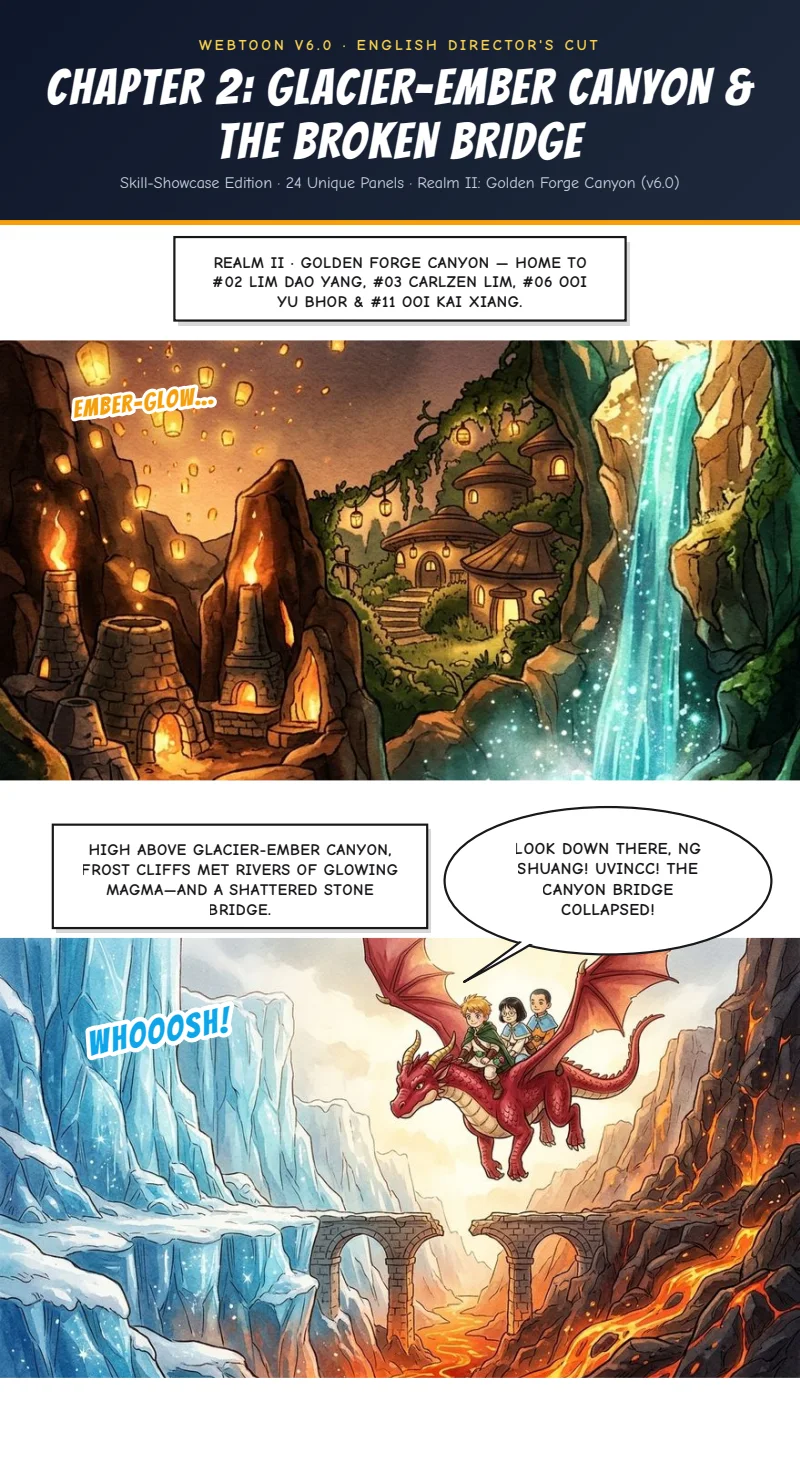 WEBTOON V6.0 · ENGLISH DIRECTOR'S CUT
CHAPTER 2: GLACIER-EMBER CANYON &
THE BROKEN BRIDGE
Skill-Showcase Edition · 24 Unique Panels · Realm II: Golden Forge Canyon (v6.0)
REALM II · GOLDEN FORGE CANYON — HOME TO
#02 LIM DAO YANG, #03 CARLZEN LIM, #06 OOI
YU BHOR & #11 OOI KAI XIANG.
EMBER-GLOW...
HIGH ABOVE GLACIER-EMBER CANYON,
FROST CLIFFS MET RIVERS OF GLOWING
MAGMA—AND A SHATTERED STONE
BRIDGE.
LOOK DOWN THERE, NG
SHUANG! UVINCC! THE
CANYON BRIDGE
COLLAPSED!
WHOOOSH!